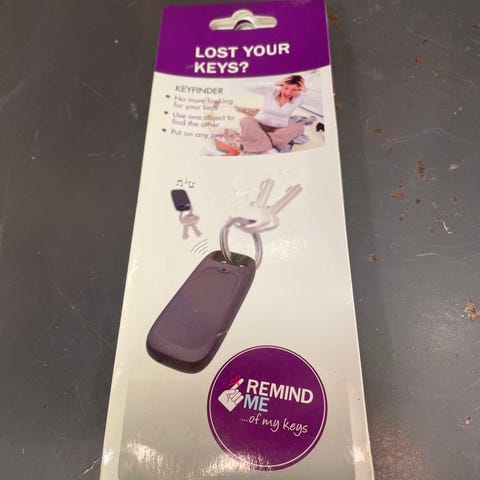 LOST YOUR
KEYS?
KEYFINDER
• No more looking
for your keys
• Use one object to
find the other
• Put on any product
REMIND
ME
...of my keys